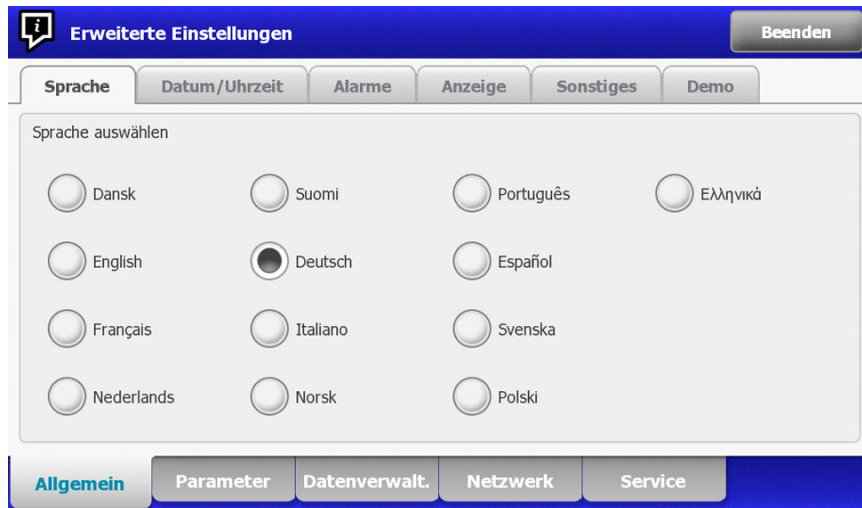 Erweiterte Einstellungen
Beenden
Sprache
Datum/Uhrzeit
Alarme
Anzeige
Sonstiges
Demo
Sprache auswählen
Dansk
Suomi
Português
Ελληνικά
English
Deutsch
Español
Français
Italiano
Svenska
Nederlands
Norsk
Polski
Allgemein
Parameter
Datenverwalt.
Netzwerk
Service